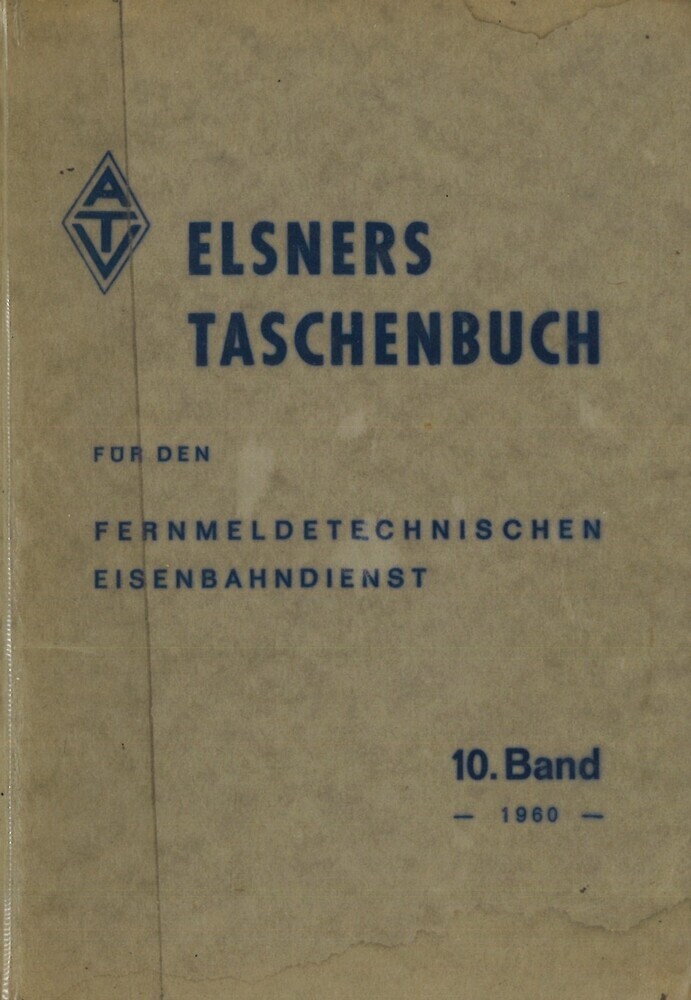 ATV
ELSNERS
TASCHENBUCH
FÜR DEN
FERNMELDETECHNISCHEN
EISENBAHNDIENST
10. Band
— 1960 —